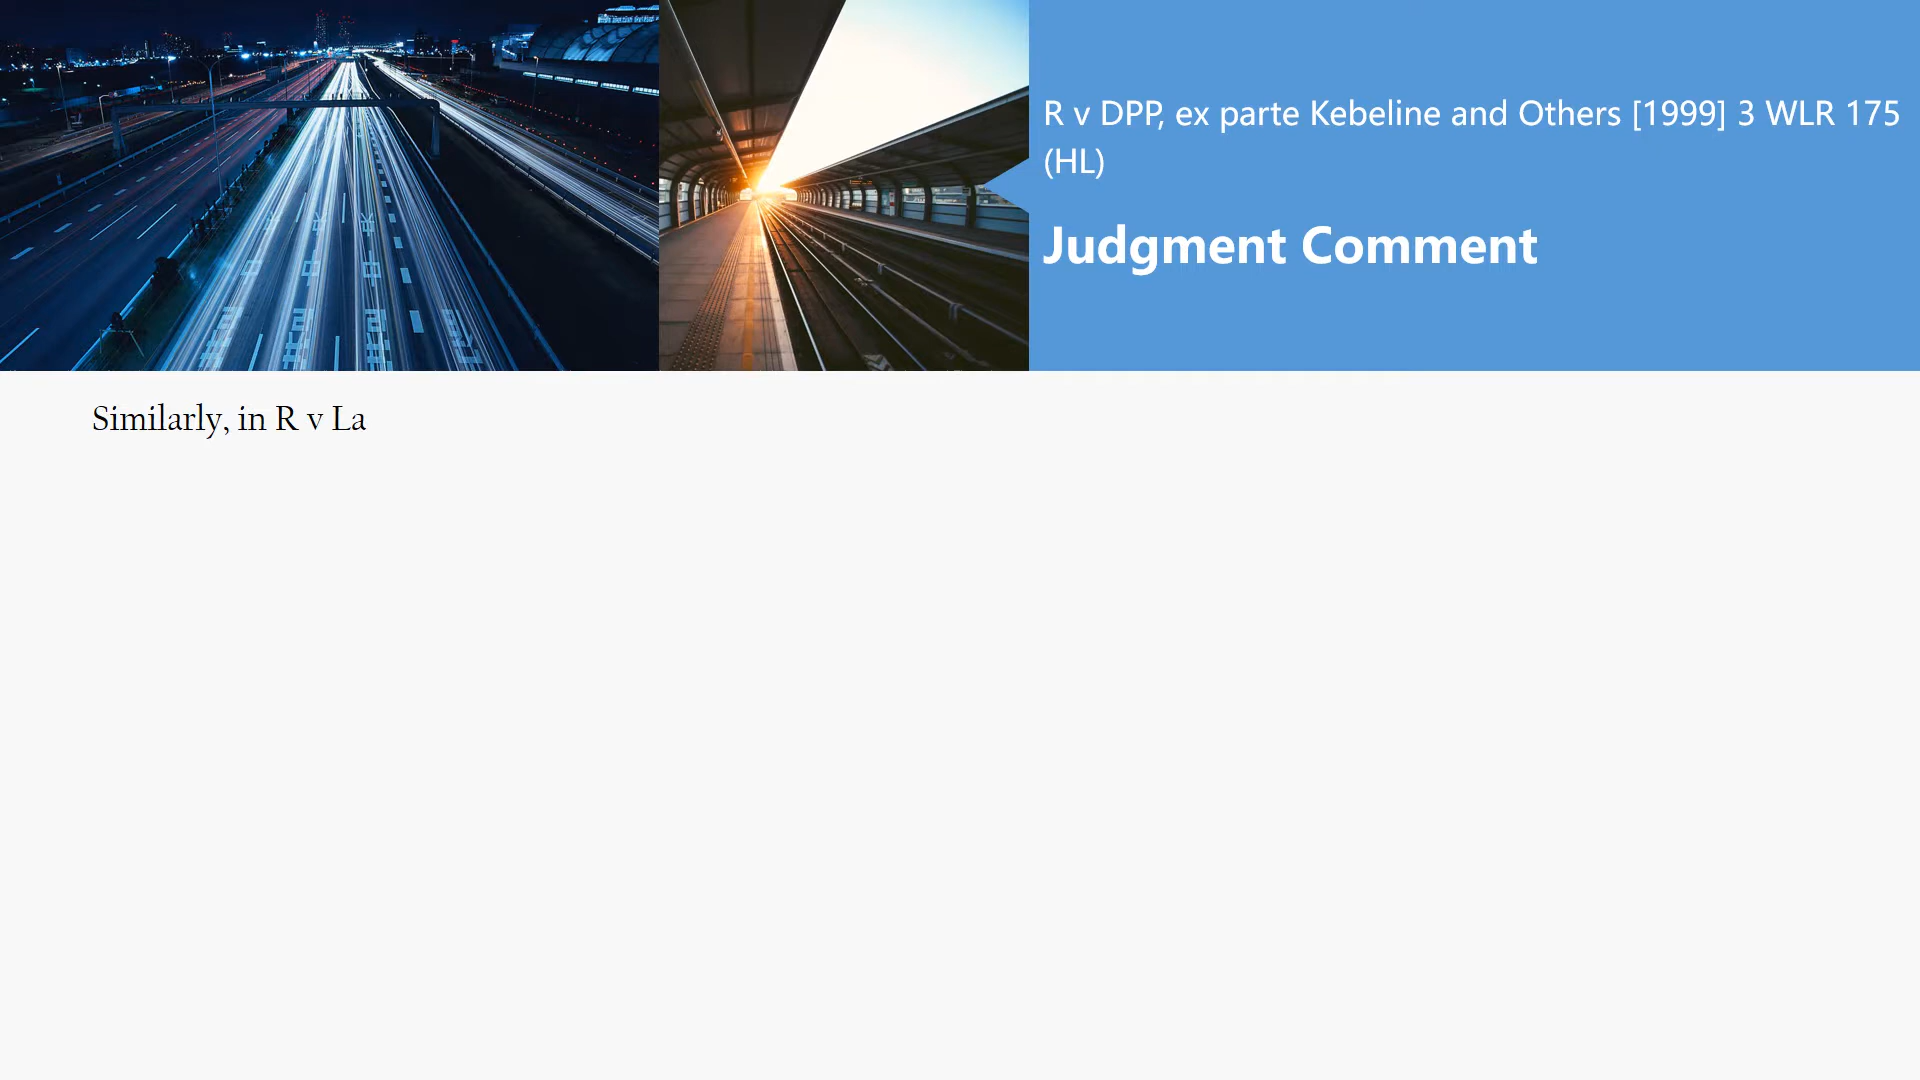 R v DPP, ex parte Kebeline and Others [1999] 3 WLR 175
(HL)
Judgment Comment
Similarly, in R v La